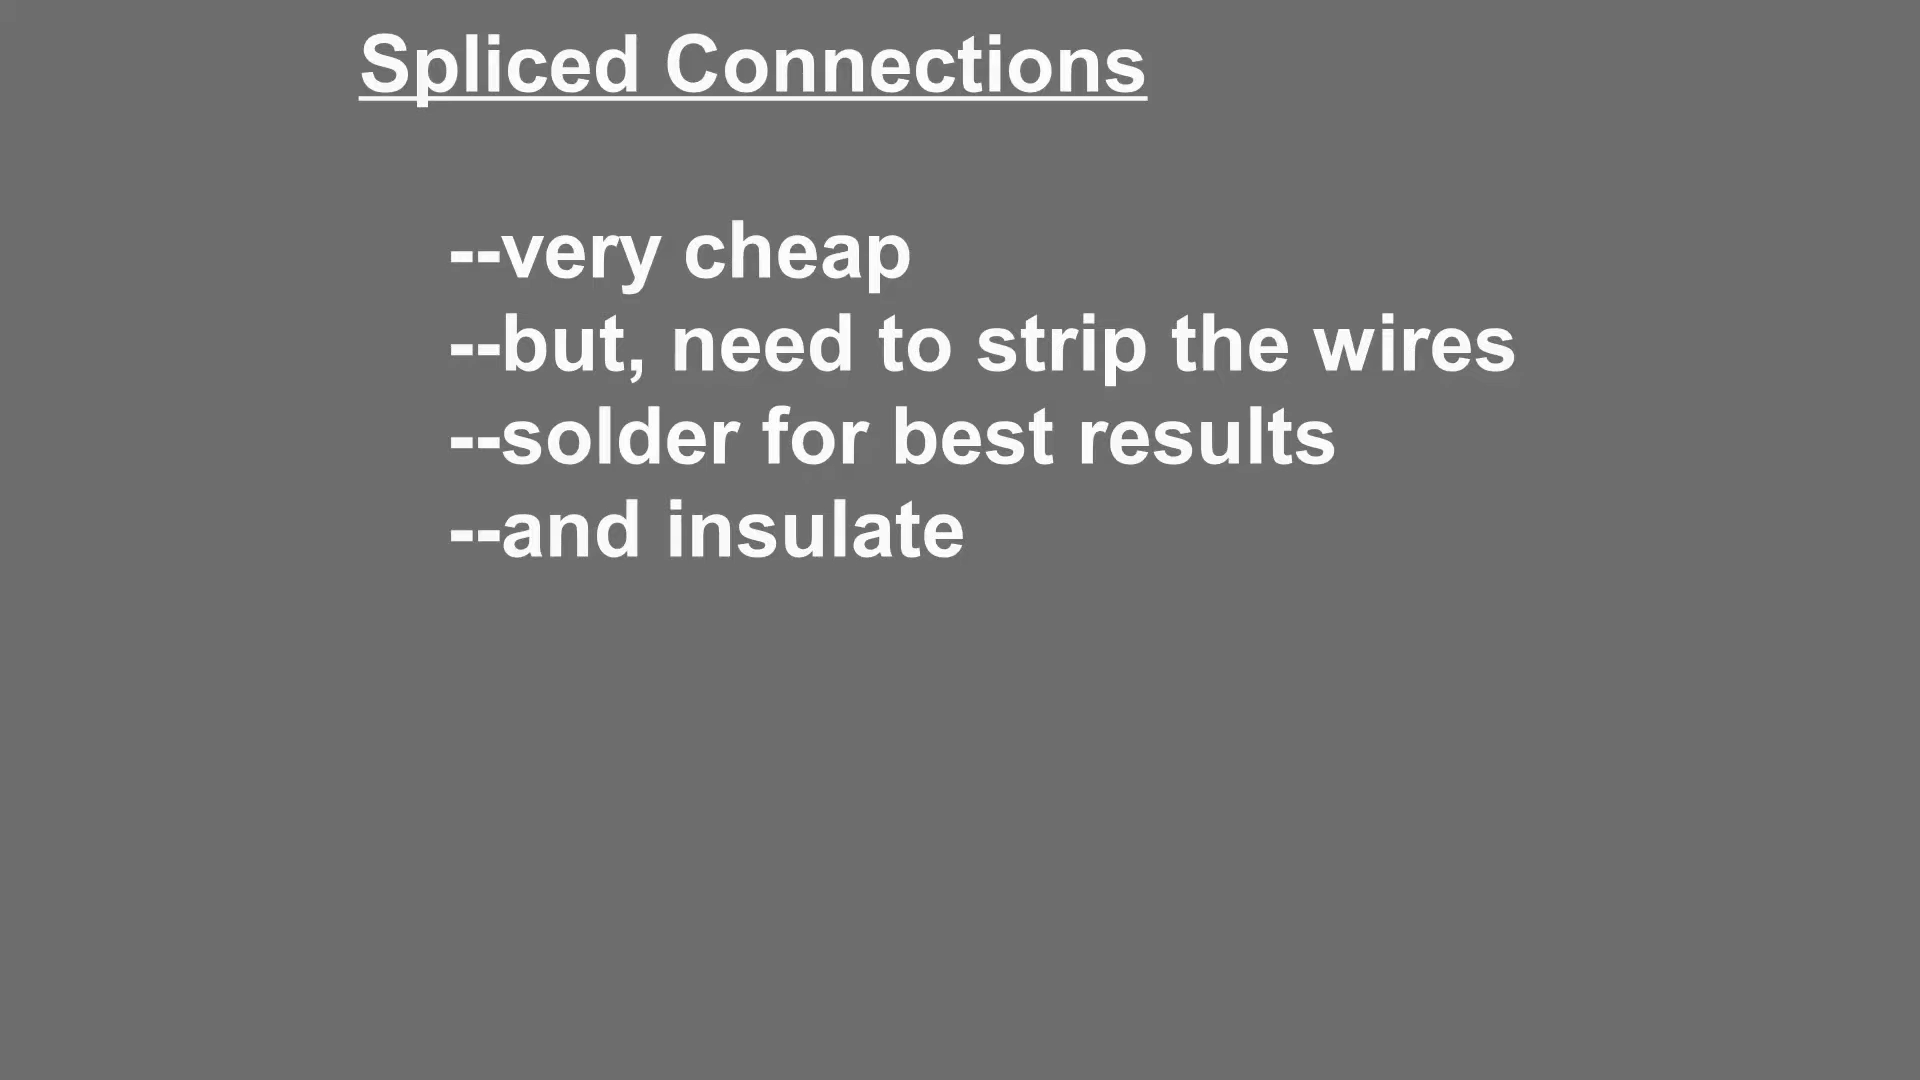 Spliced Connections
--very cheap
--but, need to strip the wires
--solder for best results
--and insulate